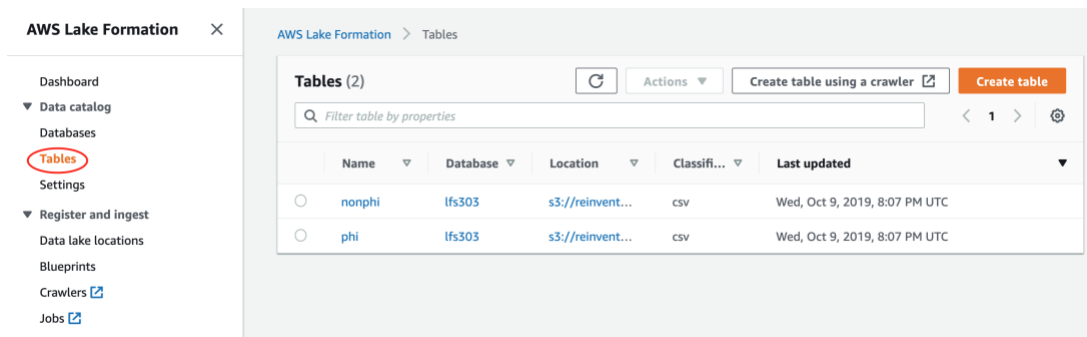 AWS Lake Formation
Dashboard
Data catalog
Databases
Tables
Settings
Register and ingest
Data lake locations
Blueprints
Crawlers
Jobs
AWS Lake Formation > Tables
Tables (2)
Actions
Create table using a crawler
Create table
Filter table by properties
1
Name Database Location Classifi... Last updated
nonphi lfs303 s3://reinvent... csv Wed, Oct 9, 2019, 8:07 PM UTC
phi lfs303 s3://reinvent... csv Wed, Oct 9, 2019, 8:07 PM UTC